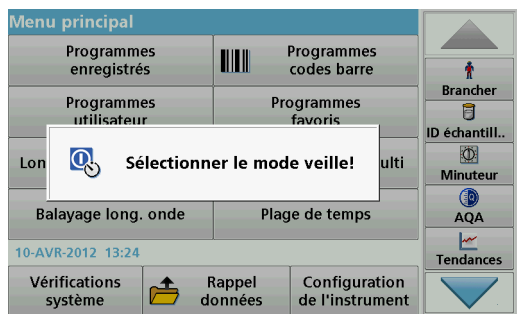 Menu principal
Programmes
enregistrés
Programmes
codes barre
Programmes
utilisateur
Programmes
favoris
Lon
ulti
Sélectionner le mode veille!
Balayage long. onde
Plage de temps
10-AVR-2012 13:24
Vérifications
système
Rappel
données
Configuration
de l'instrument
Brancher
ID échantill..
Minuteur
AQA
Tendances